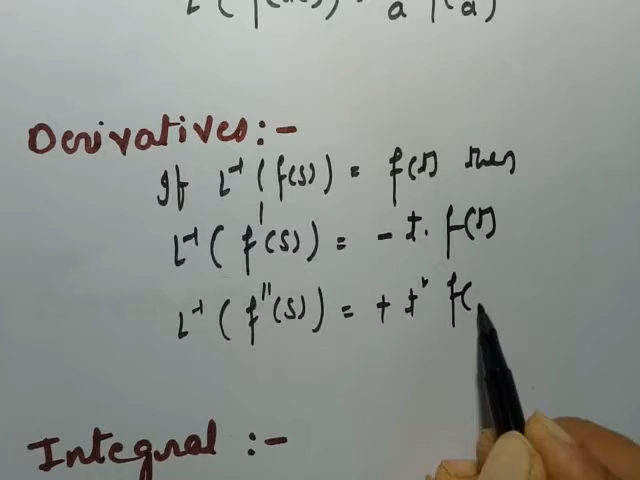 Derivatives:-
If L⁻¹(f(s)) = f(t) then
L⁻¹(f'(s)) = - t. f(t)
L⁻¹(f''(s)) = + t² f(
Integral :-